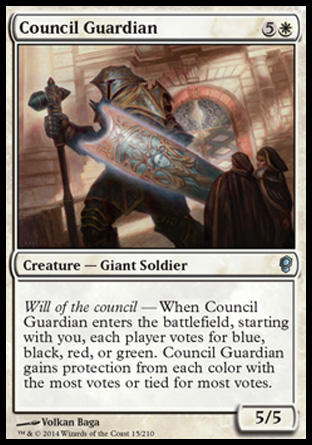 Council Guardian 5
Creature — Giant Soldier
Will of the council — When Council
Guardian enters the battlefield, starting
with you, each player votes for blue,
black, red, or green. Council Guardian
gains protection from each color with
the most votes or tied for most votes.
5/5
Volkan Baga
™ & © 2014 Wizards of the Coast 15/210